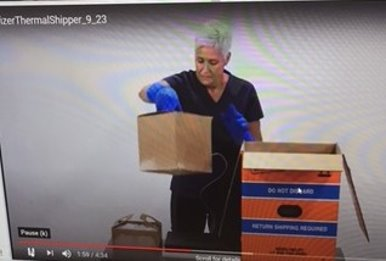 izerThermalShipper_9_23
DO NOT DISCARD
RETURN SHIPPING REQUIRED
Pause (k)
1:59 / 4:54
Scroll for details